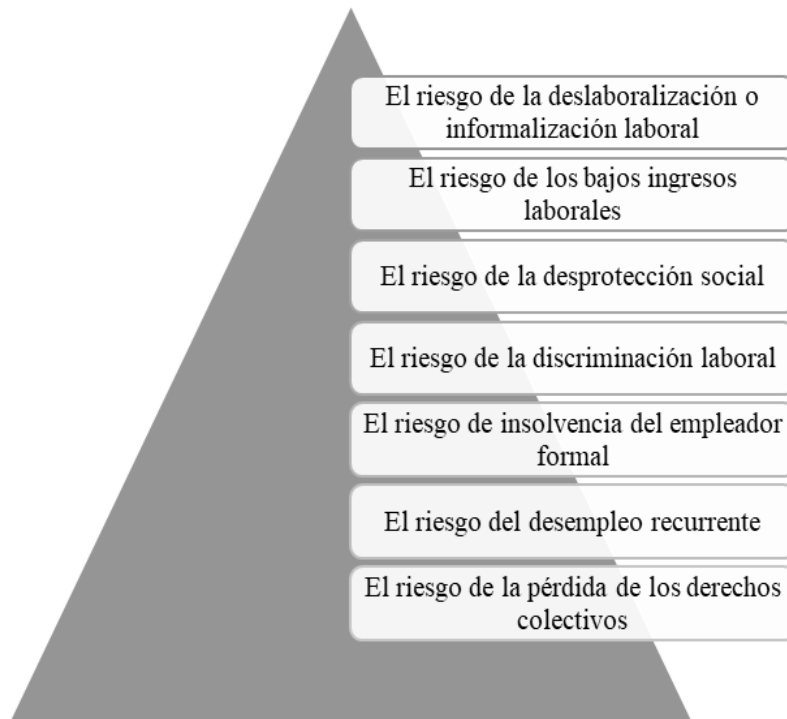 El riesgo de la deslaboralización o
informalización laboral
El riesgo de los bajos ingresos
laborales
El riesgo de la desprotección social
El riesgo de la discriminación laboral
El riesgo de insolvencia del empleador
formal
El riesgo del desempleo recurrente
El riesgo de la pérdida de los derechos
colectivos